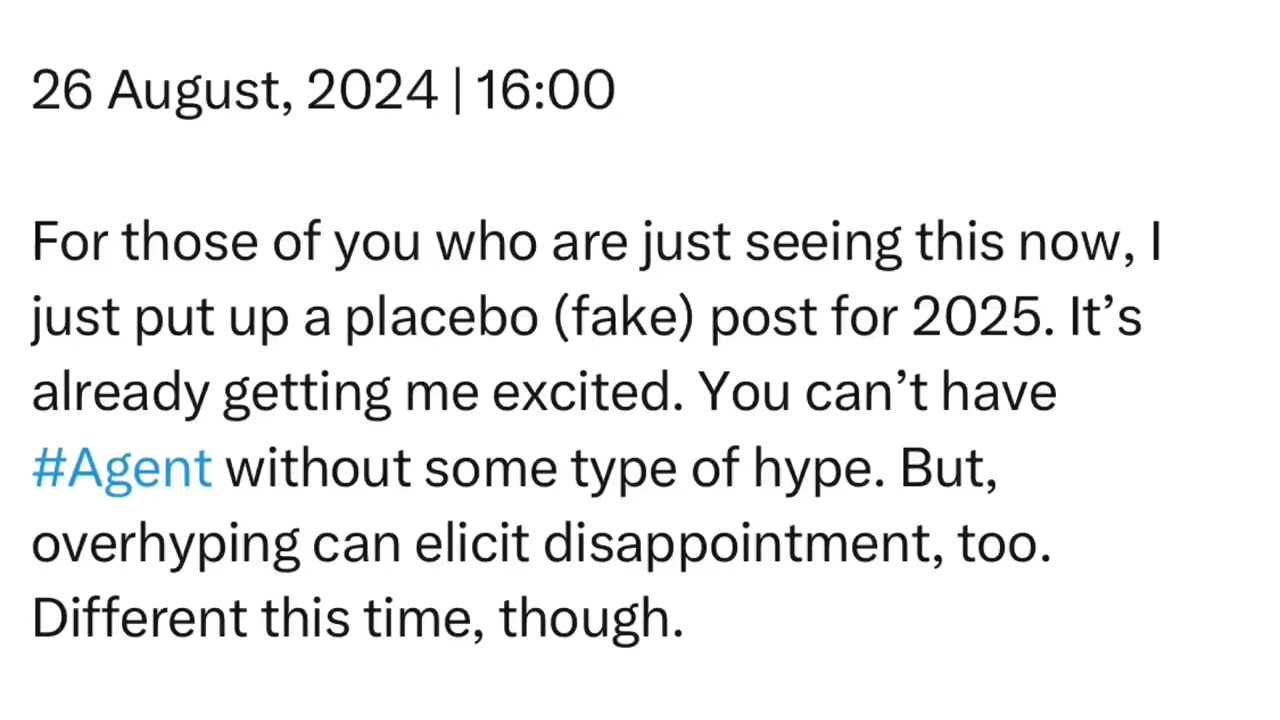 26 August, 2024 | 16:00
For those of you who are just seeing this now, I
just put up a placebo (fake) post for 2025. It’s
already getting me excited. You can’t have
#Agent without some type of hype. But,
overhyping can elicit disappointment, too.
Different this time, though.